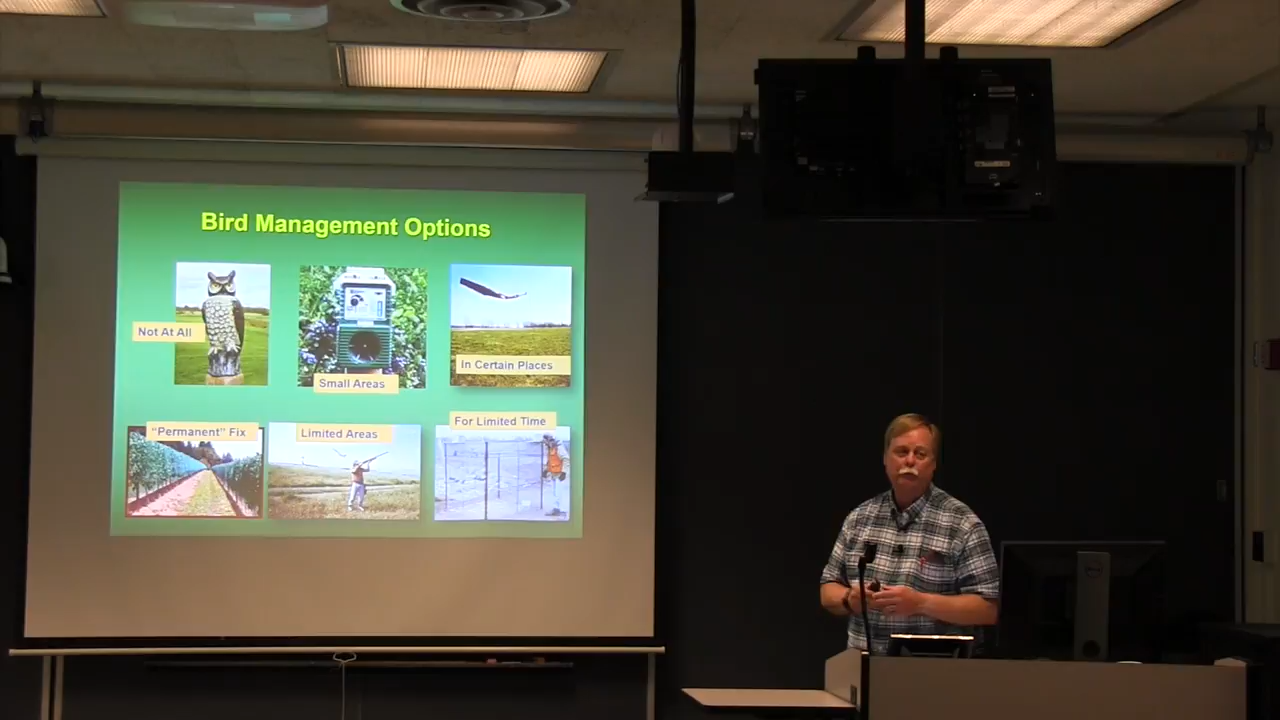 Bird Management Options
Not At All
Small Areas
In Certain Places
"Permanent" Fix
Limited Areas
For Limited Time